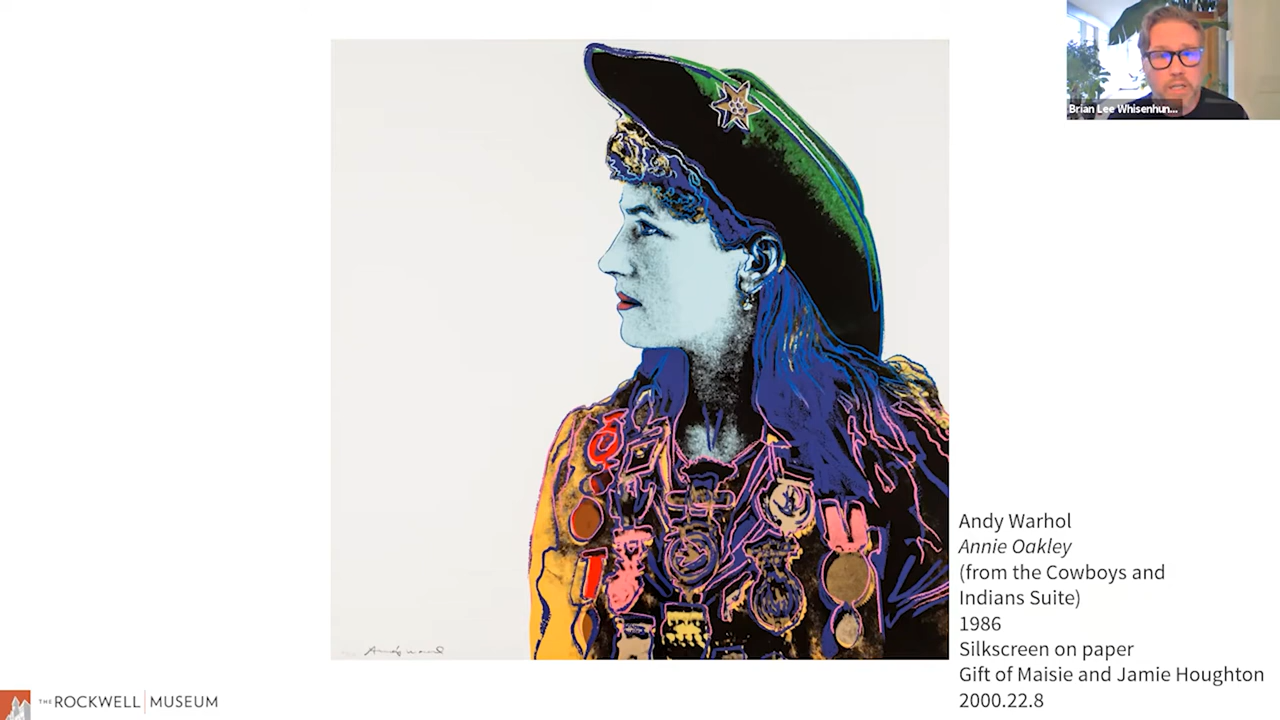 Brian Lee Whisenhun...
Andy Warhol
Annie Oakley
(from the Cowboys and
Indians Suite)
1986
Silkscreen on paper
Gift of Maisie and Jamie Houghton
2000.22.8
THE ROCKWELL MUSEUM